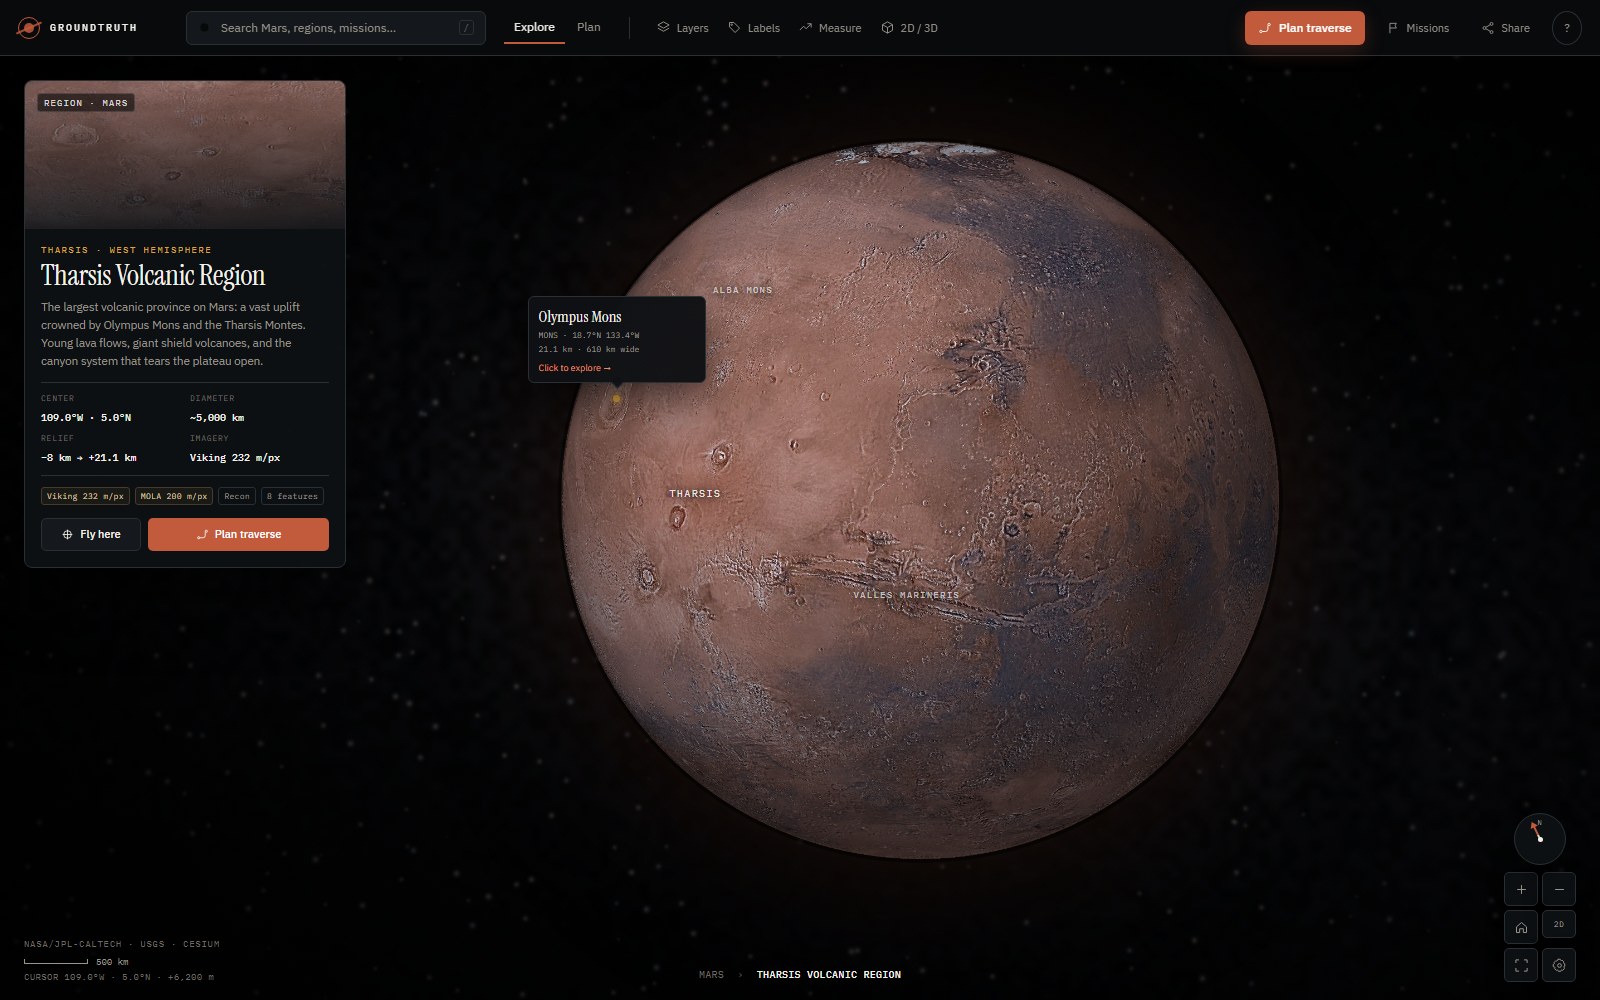 GROUNDTRUTH
Search Mars, regions, missions...
/
Explore
Plan
Layers
Labels
Measure
2D / 3D
Plan traverse
Missions
Share
?
REGION · MARS
THARSIS · WEST HEMISPHERE
Tharsis Volcanic Region
The largest volcanic province on Mars: a vast uplift
crowned by Olympus Mons and the Tharsis Montes.
Young lava flows, giant shield volcanoes, and the
canyon system that tears the plateau open.
CENTER
DIAMETER
109.0°W · 5.0°N
~5,000 km
RELIEF
IMAGERY
−8 km → +21.1 km
Viking 232 m/px
Viking 232 m/px
MOLA 200 m/px
Recon
8 features
Fly here
Plan traverse
ALBA MONS
Olympus Mons
MONS · 18.7°N 133.4°W
21.1 km · 610 km wide
Click to explore →
THARSIS
VALLES MARINERIS
N
+
−
2D
NASA/JPL-CALTECH · USGS · CESIUM
500 km
CURSOR 109.0°W · 5.0°N · +6,200 m
MARS › THARSIS VOLCANIC REGION